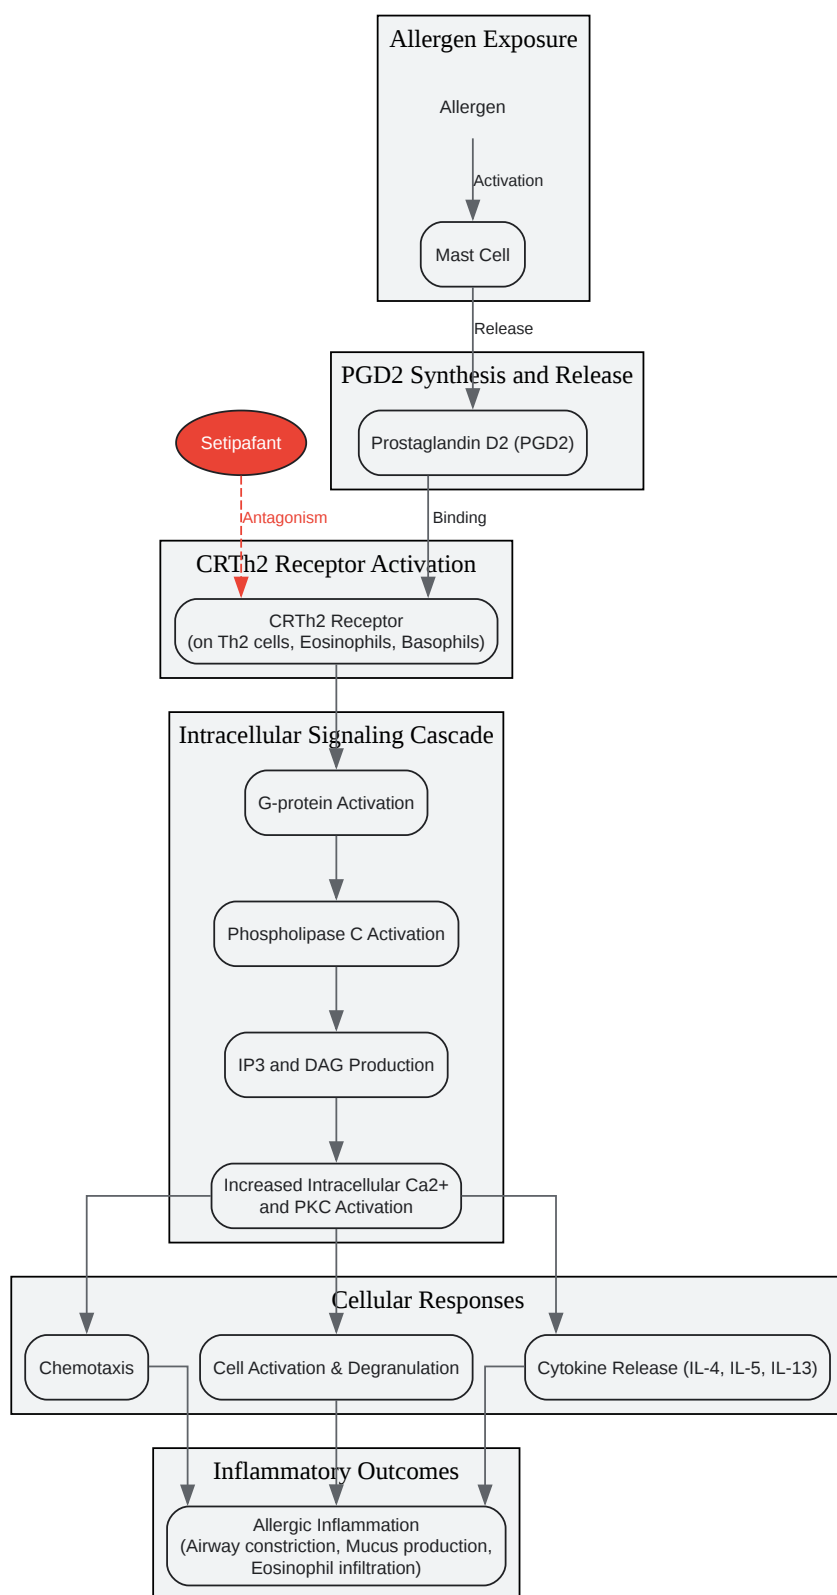 Allergen Exposure
Allergen
Activation
Mast Cell
Release
PGD2 Synthesis and Release
Setipafant
Prostaglandin D2 (PGD2)
Antagonism
Binding
CRTh2 Receptor Activation
CRTh2 Receptor
(on Th2 cells, Eosinophils, Basophils)
Intracellular Signaling Cascade
G-protein Activation
Phospholipase C Activation
IP3 and DAG Production
Increased Intracellular Ca2+
and PKC Activation
Cellular Responses
Chemotaxis
Cell Activation & Degranulation
Cytokine Release (IL-4, IL-5, IL-13)
Inflammatory Outcomes
Allergic Inflammation
(Airway constriction, Mucus production,
Eosinophil infiltration)